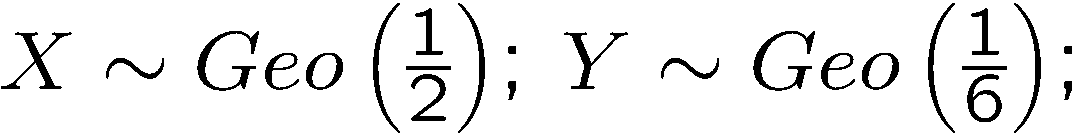 X ∼ Geo(1/2); Y ∼ Geo(1/6);